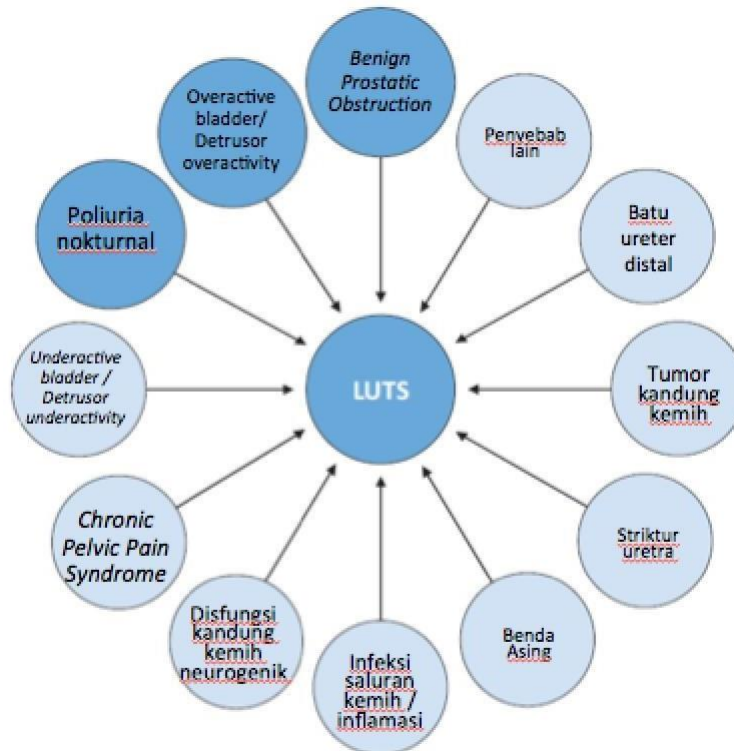 Benign
Prostatic
Obstruction
Penyebab
lain
Batu
ureter
distal
Tumor
kandung
kemih
Striktur
uretra
Benda
Asing
Infeksi
saluran
kemih /
inflamasi
Disfungsi
kandung
kemih
neurogenik
Chronic
Pelvic Pain
Syndrome
Underactive
bladder /
Detrusor
underactivity
Poliuria
nokturnal
Overactive
bladder/
Detrusor
overactivity
LUTS